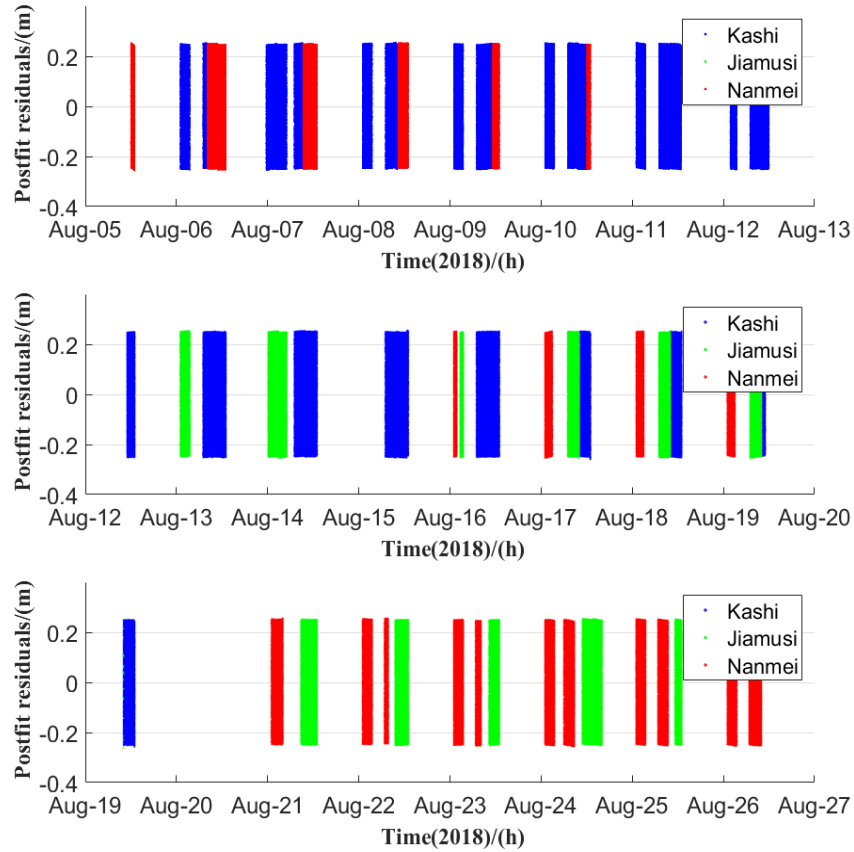 Postfit residuals/(m)
0.2
0
-0.2
-0.4
Kashi
Jiamusi
Nanmei
Aug-05 Aug-06 Aug-07 Aug-08 Aug-09 Aug-10 Aug-11 Aug-12 Aug-13
Time(2018)/(h)
Postfit residuals/(m)
0.2
0
-0.2
-0.4
Kashi
Jiamusi
Nanmei
Aug-12 Aug-13 Aug-14 Aug-15 Aug-16 Aug-17 Aug-18 Aug-19 Aug-20
Time(2018)/(h)
Postfit residuals/(m)
0.2
0
-0.2
-0.4
Kashi
Jiamusi
Nanmei
Aug-19 Aug-20 Aug-21 Aug-22 Aug-23 Aug-24 Aug-25 Aug-26 Aug-27
Time(2018)/(h)